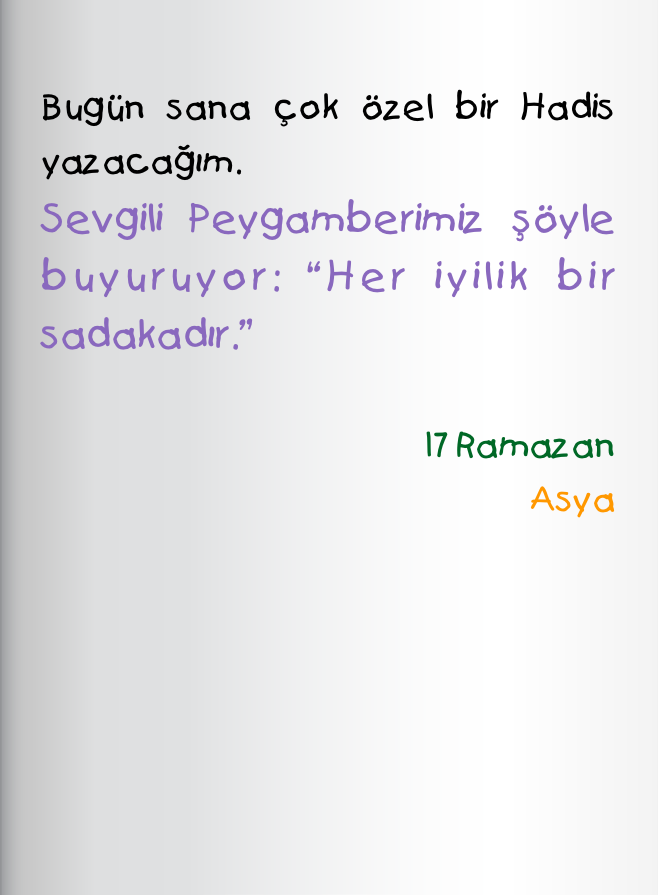 Bugün sana çok özel bir Hadis
yazacağım.
Sevgili Peygamberimiz şöyle
buyuruyor: “Her iyilik bir
sadakadır.”
17 Ramazan
Asya